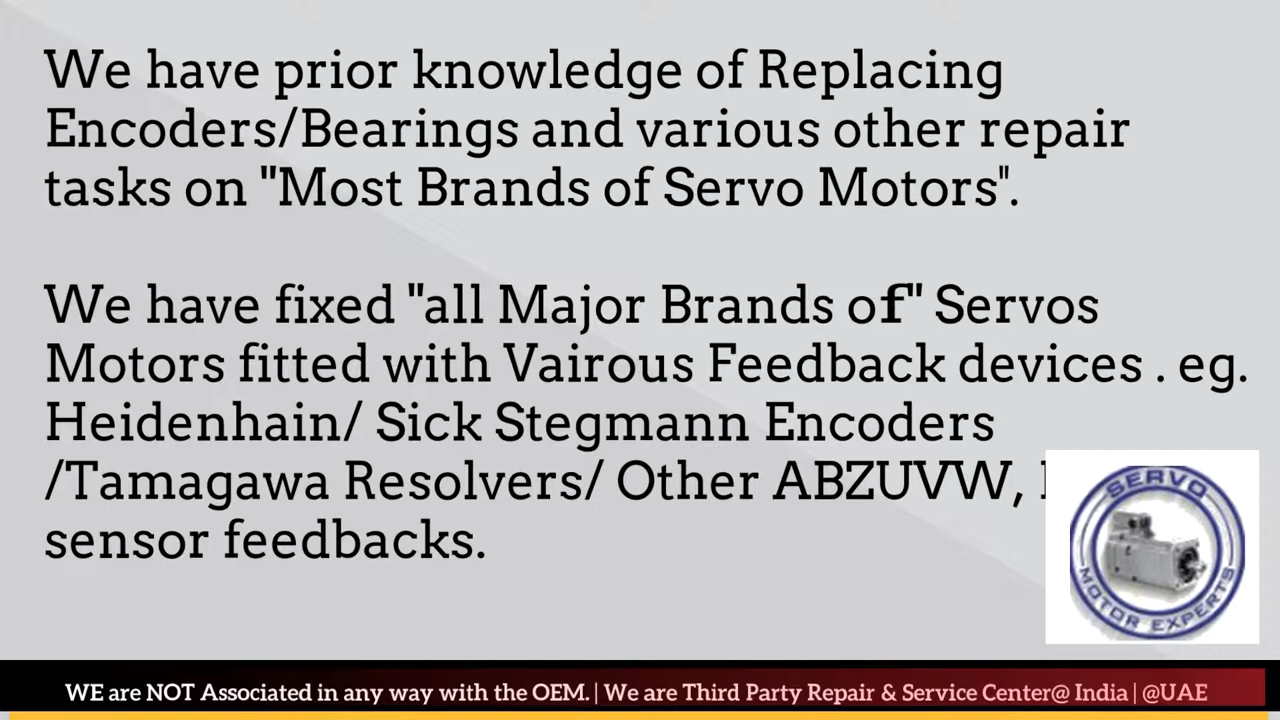 We have prior knowledge of Replacing
Encoders/Bearings and various other repair
tasks on "Most Brands of Servo Motors".
We have fixed "all Major Brands of" Servos
Motors fitted with Vairous Feedback devices . eg.
Heidenhain/ Sick Stegmann Encoders
/Tamagawa Resolvers/ Other ABZUVW,
sensor feedbacks.
SERVO
MOTOR EXPERTS
WE are NOT Associated in any way with the OEM. | We are Third Party Repair & Service Center@ India | @UAE